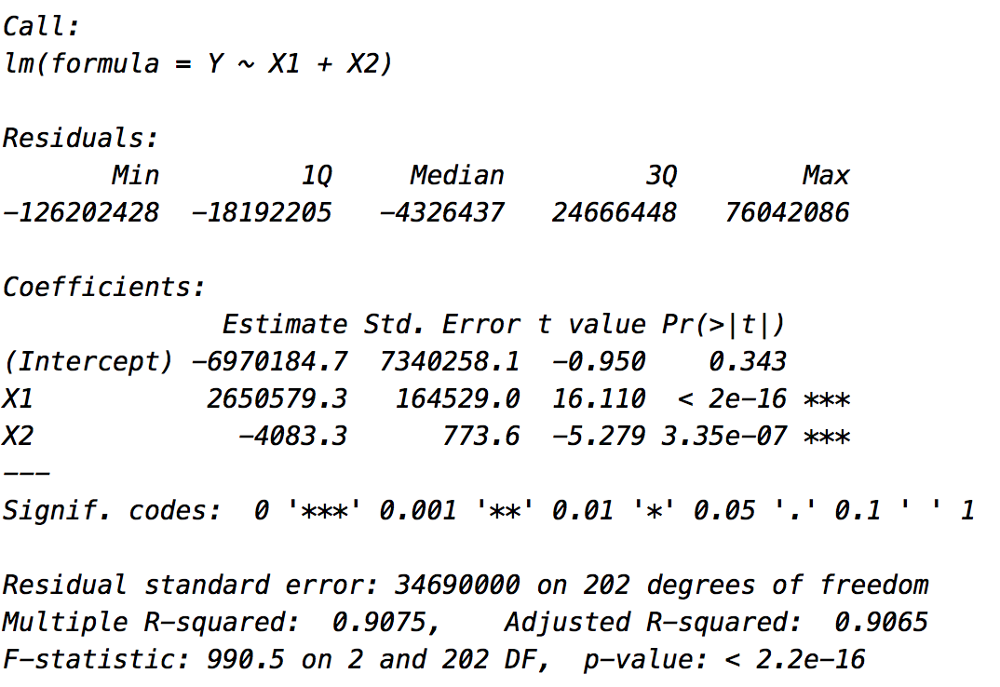 Call:
lm(formula = Y ~ X1 + X2)
Residuals:
Min 1Q Median 3Q Max
-126202428 -18192205 -4326437 24666448 76042086
Coefficients:
Estimate Std. Error t value Pr(>|t|)
(Intercept) -6970184.7 7340258.1 -0.950 0.343
X1 2650579.3 164529.0 16.110 < 2e-16 ***
X2 -4083.3 773.6 -5.279 3.35e-07 ***
---
Signif. codes: 0 '***' 0.001 '**' 0.01 '*' 0.05 '.' 0.1 ' ' 1
Residual standard error: 34690000 on 202 degrees of freedom
Multiple R-squared: 0.9075, Adjusted R-squared: 0.9065
F-statistic: 990.5 on 2 and 202 DF, p-value: < 2.2e-16